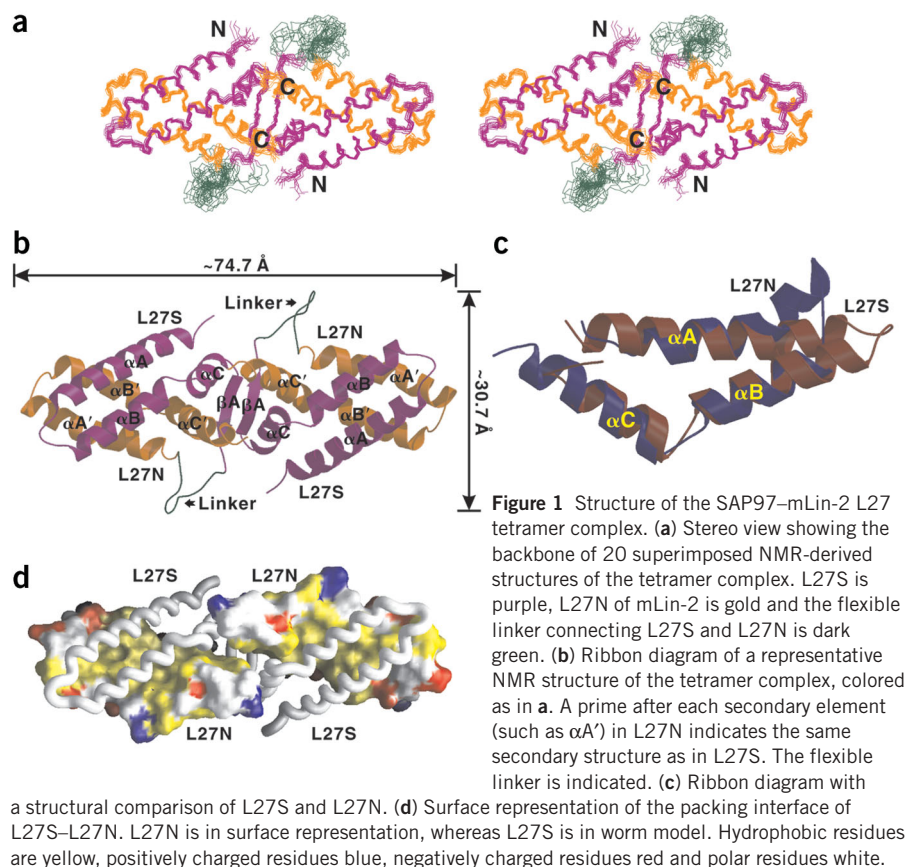 a
N
C
C
N
N
C
C
N
b
~74.7 Å
Linker
L27N
L27S
αA
αC
αC′
αB
αA′
αB′
βA
βA
αB′
αA′
αB
αC′
αC
αA
L27N
Linker
L27S
~30.7 Å
c
L27N
L27S
αA
αB
αC
d
L27S
L27N
L27N
L27S
Figure 1 Structure of the SAP97–mLin-2 L27
tetramer complex. (a) Stereo view showing the
backbone of 20 superimposed NMR-derived
structures of the tetramer complex. L27S is
purple, L27N of mLin-2 is gold and the flexible
linker connecting L27S and L27N is dark
green. (b) Ribbon diagram of a representative
NMR structure of the tetramer complex, colored
as in a. A prime after each secondary element
(such as αA′) in L27N indicates the same
secondary structure as in L27S. The flexible
linker is indicated. (c) Ribbon diagram with
a structural comparison of L27S and L27N. (d) Surface representation of the packing interface of
L27S–L27N. L27N is in surface representation, whereas L27S is in worm model. Hydrophobic residues
are yellow, positively charged residues blue, negatively charged residues red and polar residues white.